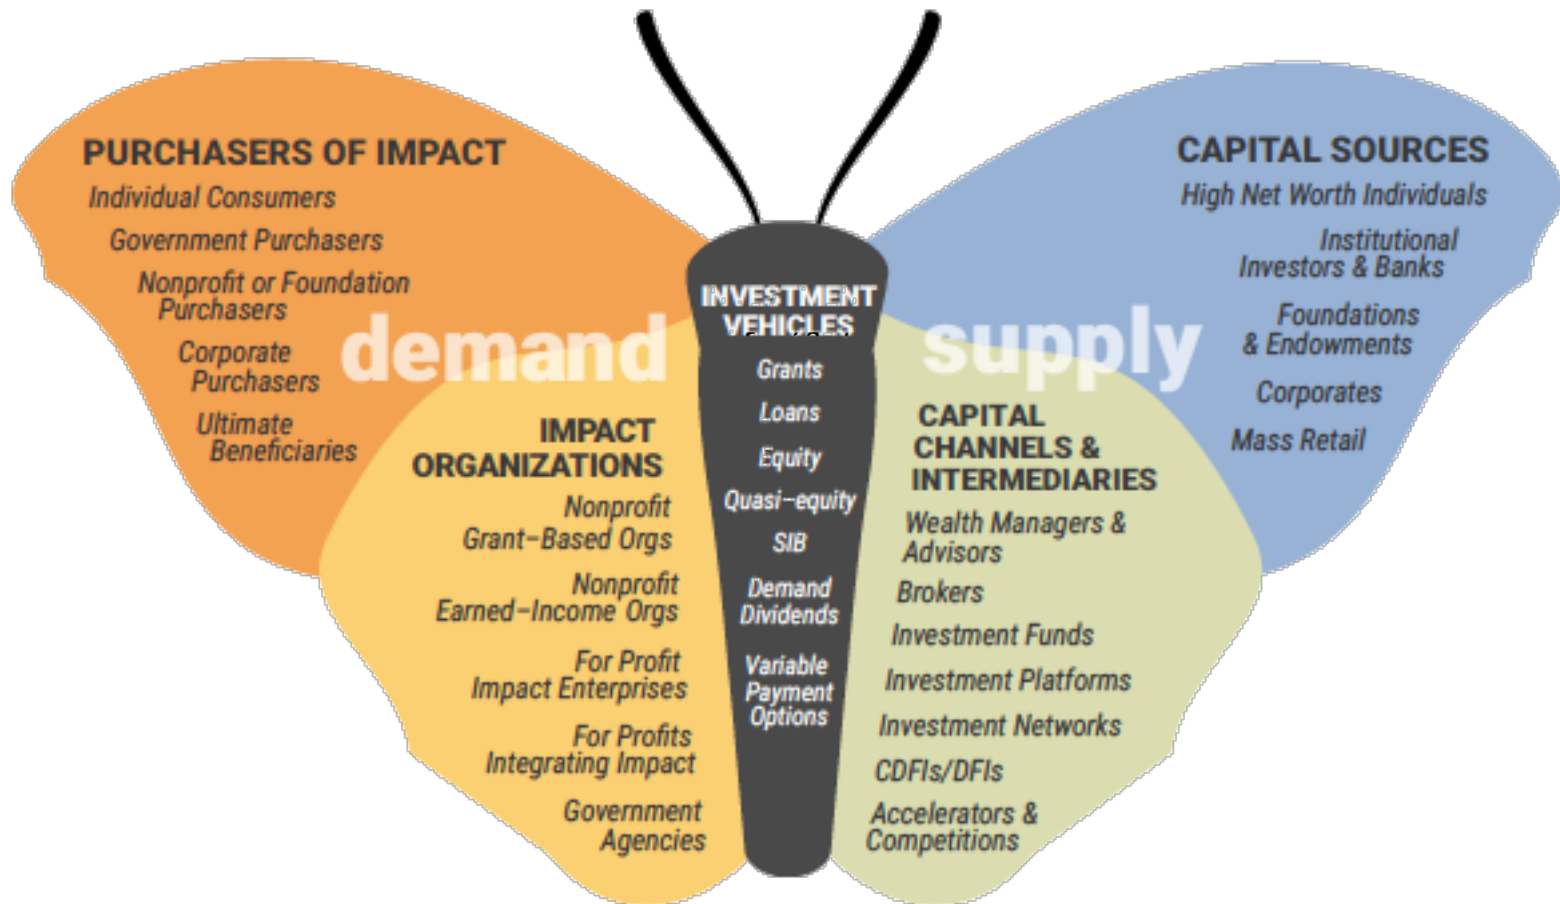 PURCHASERS OF IMPACT
Individual Consumers
Government Purchasers
Nonprofit or Foundation
Purchasers
Corporate
Purchasers
Ultimate
Beneficiaries
demand
IMPACT
ORGANIZATIONS
Nonprofit
Grant-Based Orgs
Nonprofit
Earned-Income Orgs
For Profit
Impact Enterprises
For Profits
Integrating Impact
Government
Agencies
INVESTMENT
VEHICLES
Grants
Loans
Equity
Quasi-equity
SIB
Demand
Dividends
Variable
Payment
Options
supply
CAPITAL
CHANNELS &
INTERMEDIARIES
Wealth Managers &
Advisors
Brokers
Investment Funds
Investment Platforms
Investment Networks
CDFIs/DFIs
Accelerators &
Competitions
CAPITAL SOURCES
High Net Worth Individuals
Institutional
Investors & Banks
Foundations
& Endowments
Corporates
Mass Retail